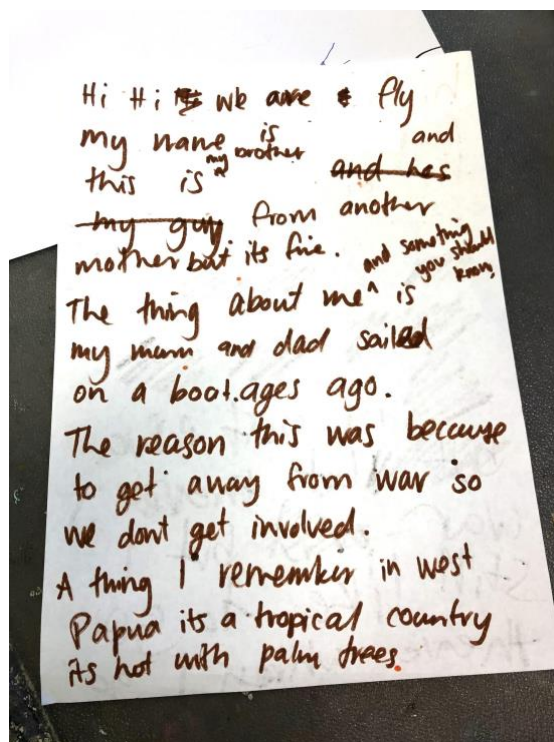 Hi Hi we are fly
my name is and
this is my brother and hes
my guy from another
mother but its fine.
The thing about me and something you should know, is
my mum and dad sailed
on a boat.ages ago.
The reason this was because
to get away from war so
we dont get involved.
A thing I remember in west
Papua its a tropical country
its hot with palm trees.